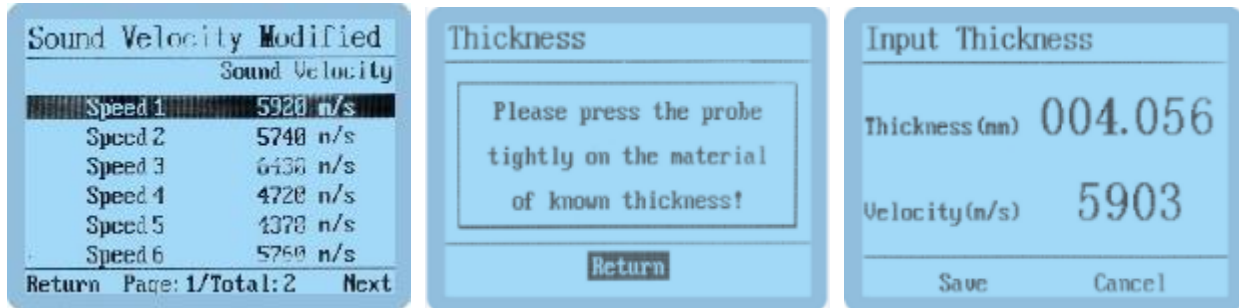 Sound Velocity Modified
Sound Velocity
Speed 1 5920 m/s
Speed 2 5740 m/s
Speed 3 6430 m/s
Speed 4 4720 m/s
Speed 5 4370 m/s
Speed 6 5760 m/s
Return Page: 1/Total: 2 Next
Thickness
Please press the probe
tightly on the material
of known thickness!
Return
Input Thickness
Thickness(mm) 004.056
Velocity(m/s) 5903
Save Cancel